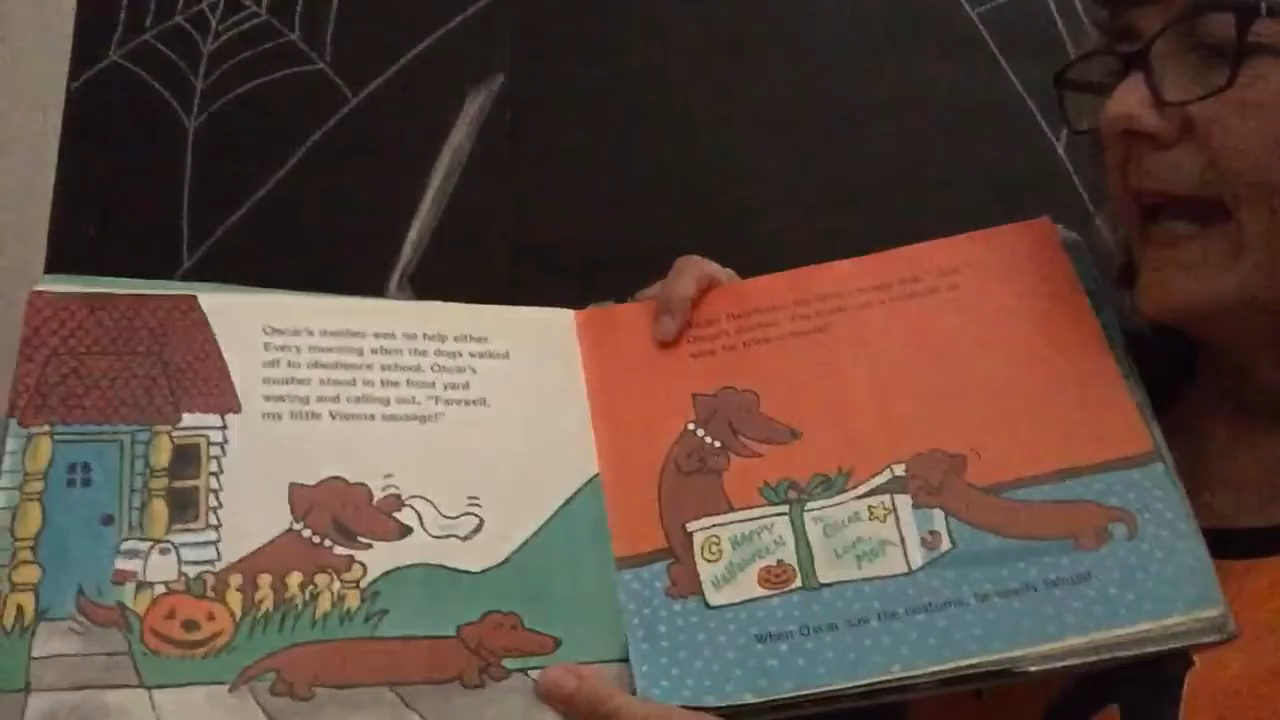 Oscar's mother was no help either.
Every morning when the dogs walked
off to obedience school, Oscar's
mother stood in the front yard
waving and calling out, "Farewell,
my little Vienna sausage!"
HAPPY
Halloween
TO
OSCAR
Love,
Mom
When Oscar saw the costume, he nearly fainted.